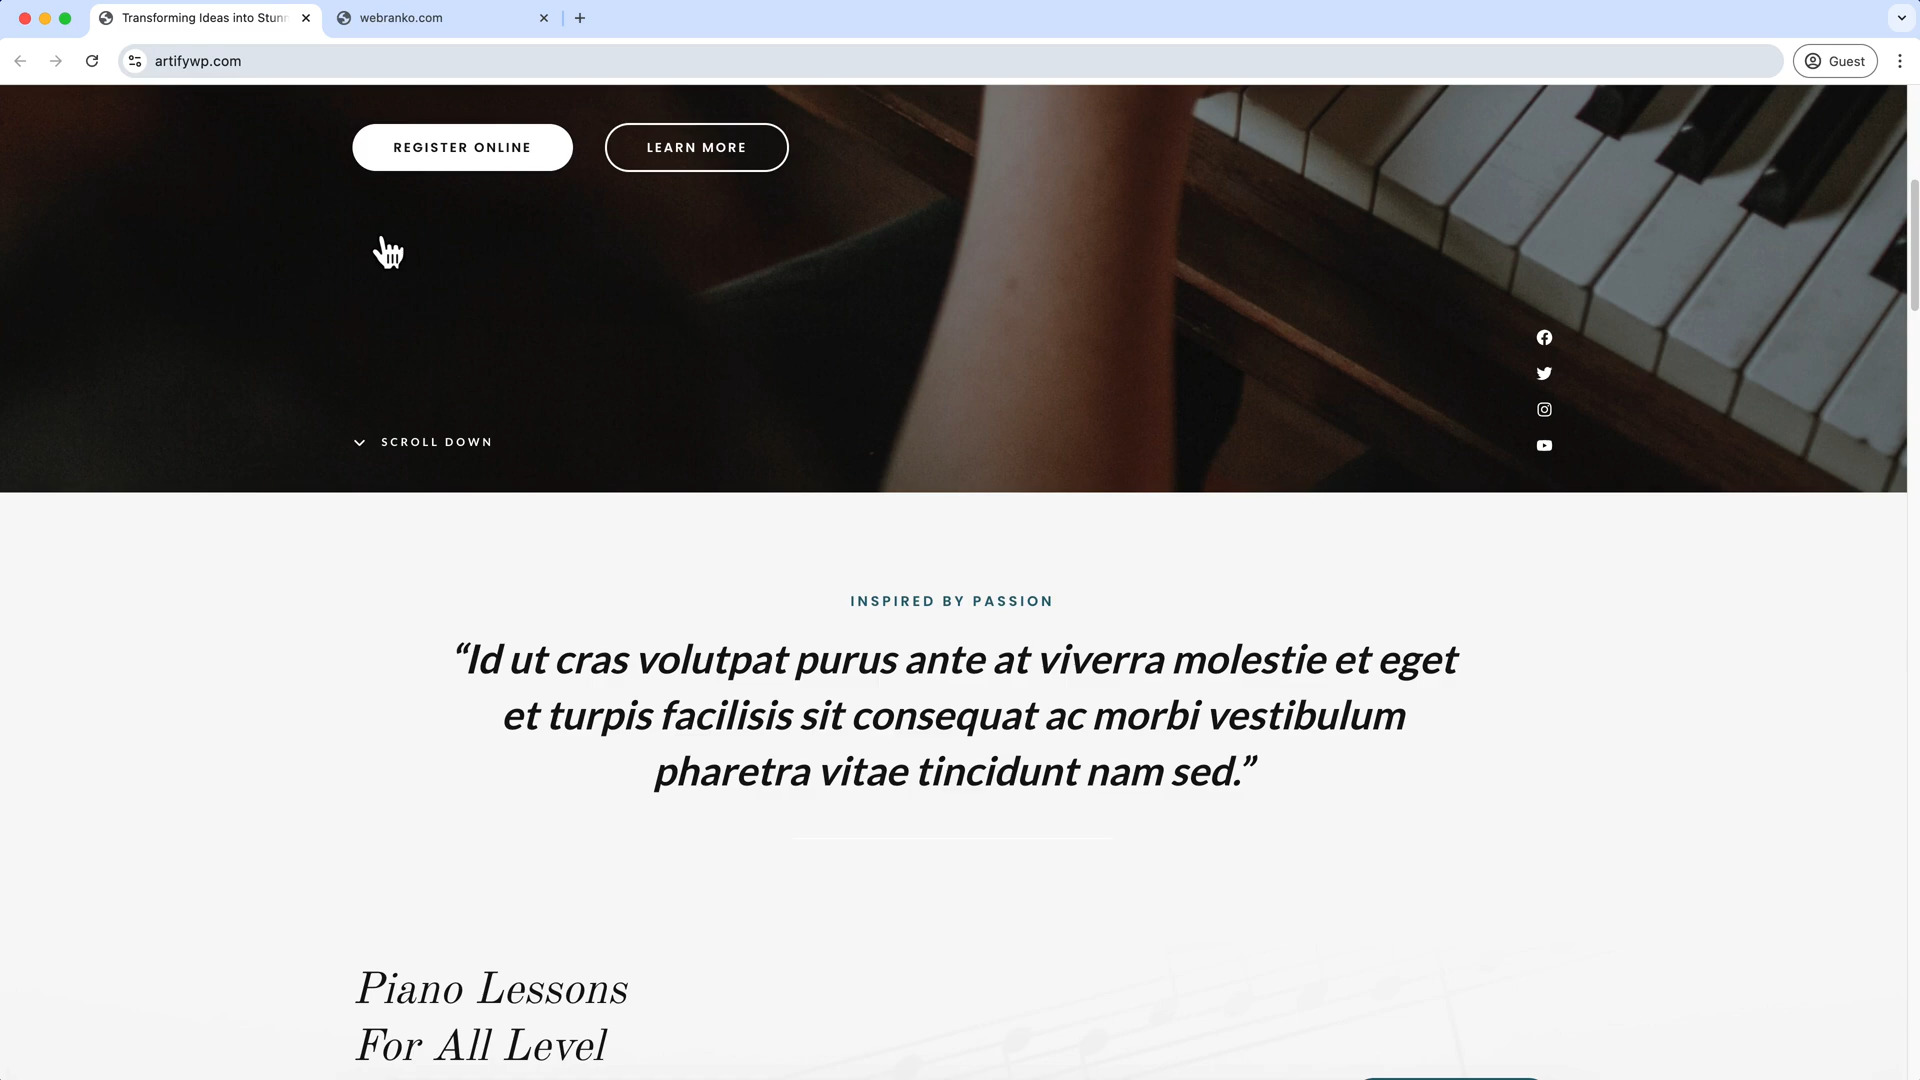 Transforming Ideas into Stun
webranko.com
artifywp.com
Guest
REGISTER ONLINE
LEARN MORE
SCROLL DOWN
INSPIRED BY PASSION
“Id ut cras volutpat purus ante at viverra molestie et eget
et turpis facilisis sit consequat ac morbi vestibulum
pharetra vitae tincidunt nam sed.”
Piano Lessons
For All Level